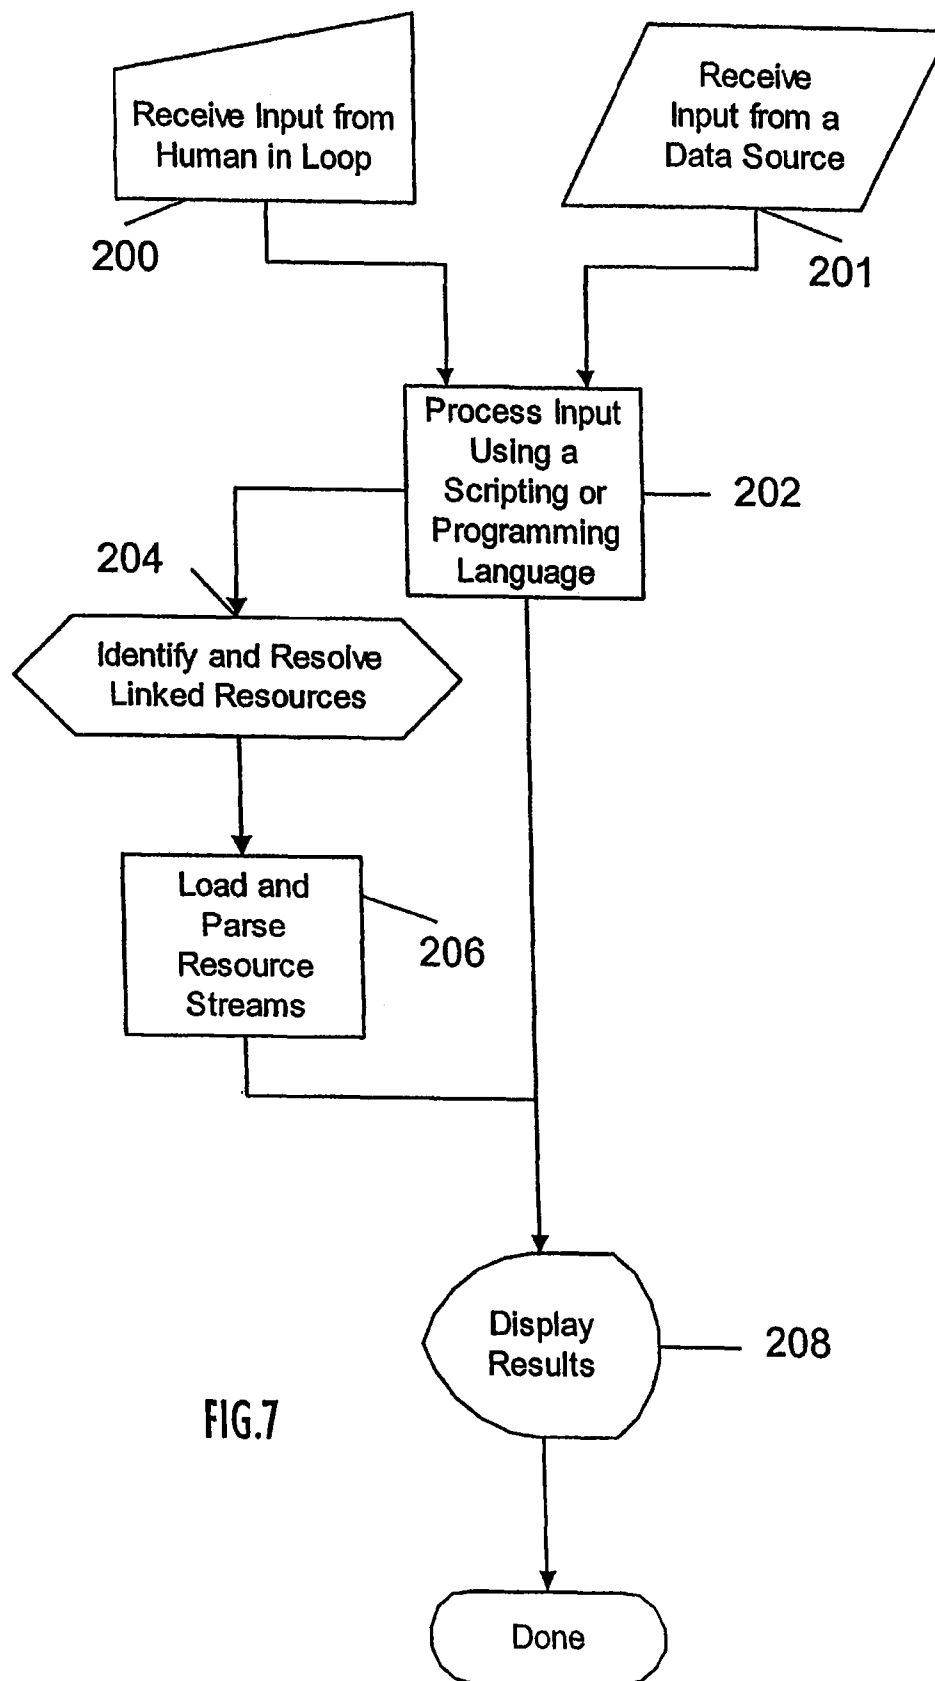 Receive Input from
Human in Loop
200
Receive
Input from a
Data Source
201
Process Input
Using a
Scripting or
Programming
Language
202
204
Identify and Resolve
Linked Resources
Load and
Parse
Resource
Streams
206
Display
Results
208
FIG.7
Done